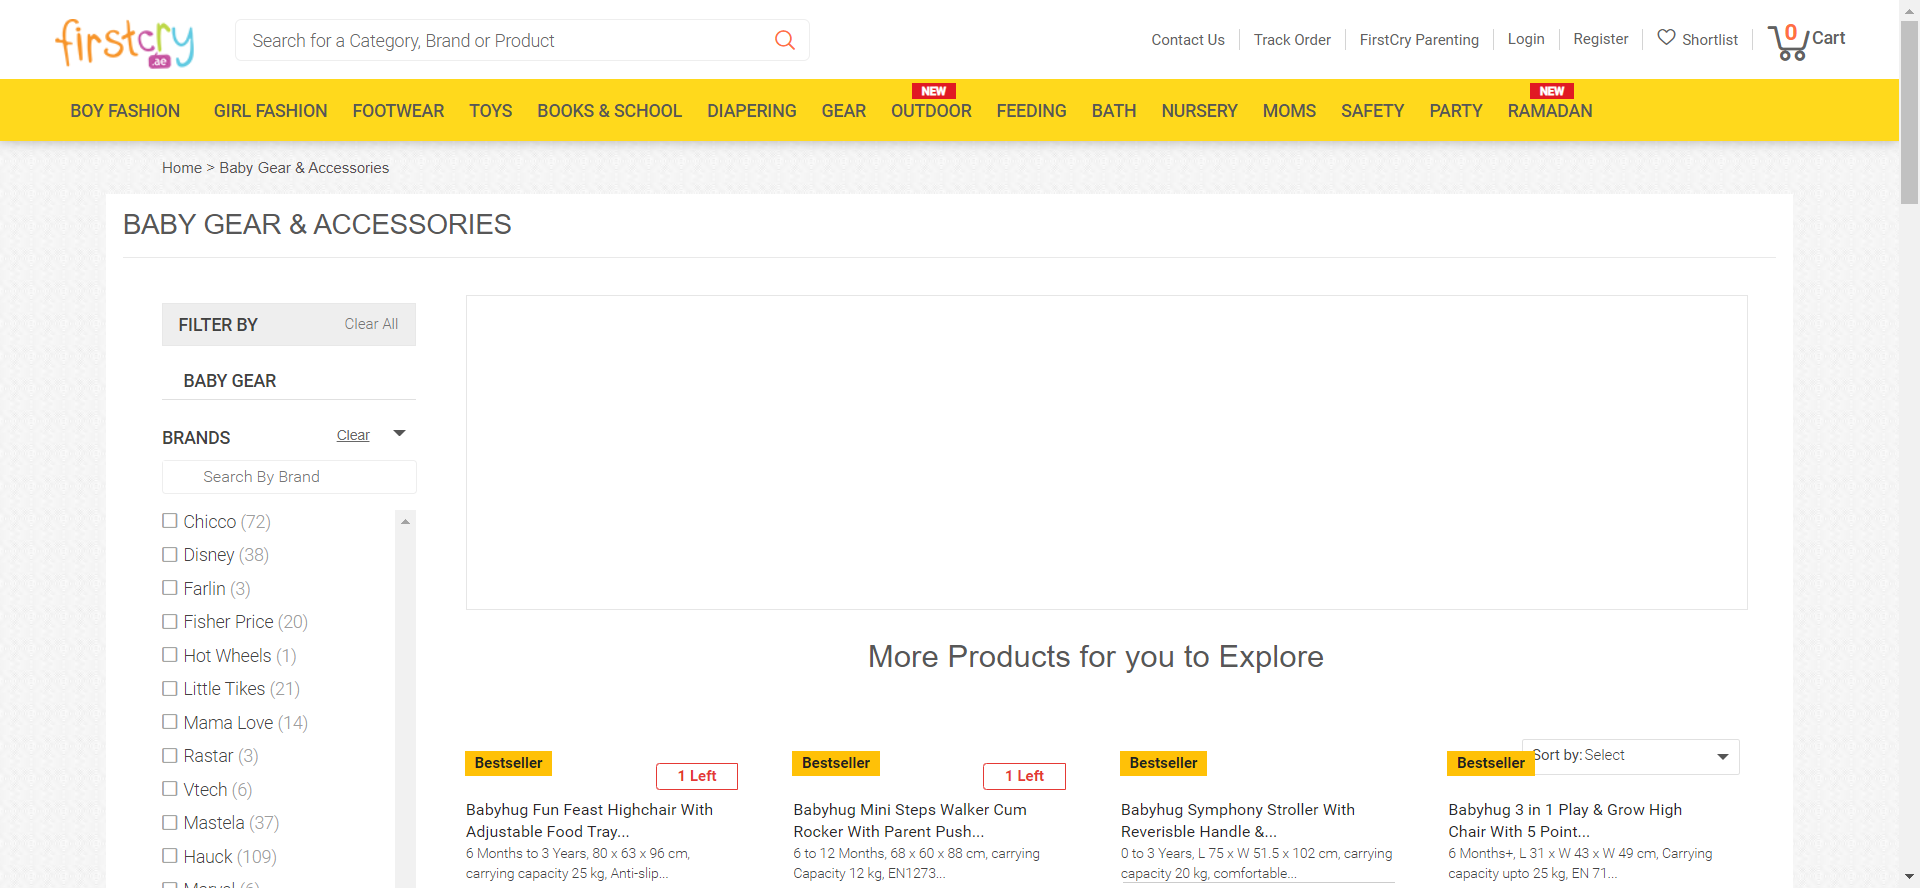 firstcry
.ae
Search for a Category, Brand or Product
Contact Us
Track Order
FirstCry Parenting
Login
Register
Shortlist
0
Cart
BOY FASHION
GIRL FASHION
FOOTWEAR
TOYS
BOOKS & SCHOOL
DIAPERING
GEAR
NEW
OUTDOOR
FEEDING
BATH
NURSERY
MOMS
SAFETY
PARTY
NEW
RAMADAN
Home > Baby Gear & Accessories
BABY GEAR & ACCESSORIES
FILTER BY
Clear All
BABY GEAR
BRANDS
Clear
Search By Brand
Chicco (72)
Disney (38)
Farlin (3)
Fisher Price (20)
Hot Wheels (1)
Little Tikes (21)
Mama Love (14)
Rastar (3)
Vtech (6)
Mastela (37)
Hauck (109)
More Products for you to Explore
Sort by: Select
Bestseller
1 Left
Babyhug Fun Feast Highchair With
Adjustable Food Tray...
6 Months to 3 Years, 80 x 63 x 96 cm,
carrying capacity 25 kg, Anti-slip...
Bestseller
1 Left
Babyhug Mini Steps Walker Cum
Rocker With Parent Push...
6 to 12 Months, 68 x 60 x 88 cm, carrying
Capacity 12 kg, EN1273...
Bestseller
Babyhug Symphony Stroller With
Reverisble Handle &...
0 to 3 Years, L 75 x W 51.5 x 102 cm, carrying
capacity 20 kg, comfortable...
Bestseller
Babyhug 3 in 1 Play & Grow High
Chair With 5 Point...
6 Months+, L 31 x W 43 x W 49 cm, Carrying
capacity upto 25 kg, EN 71...